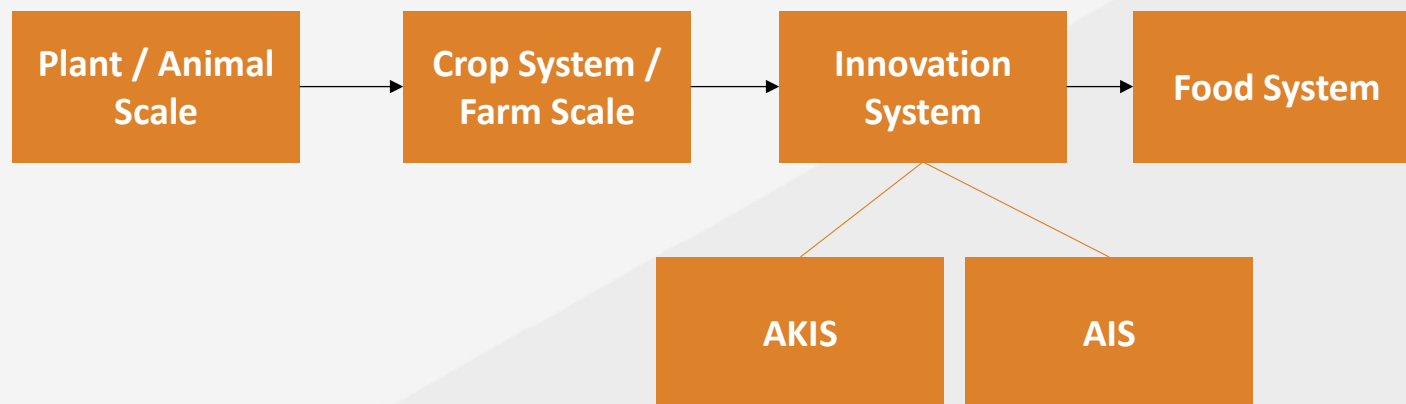 Plant / Animal
Scale
Crop System /
Farm Scale
Innovation
System
Food System
AKIS
AIS